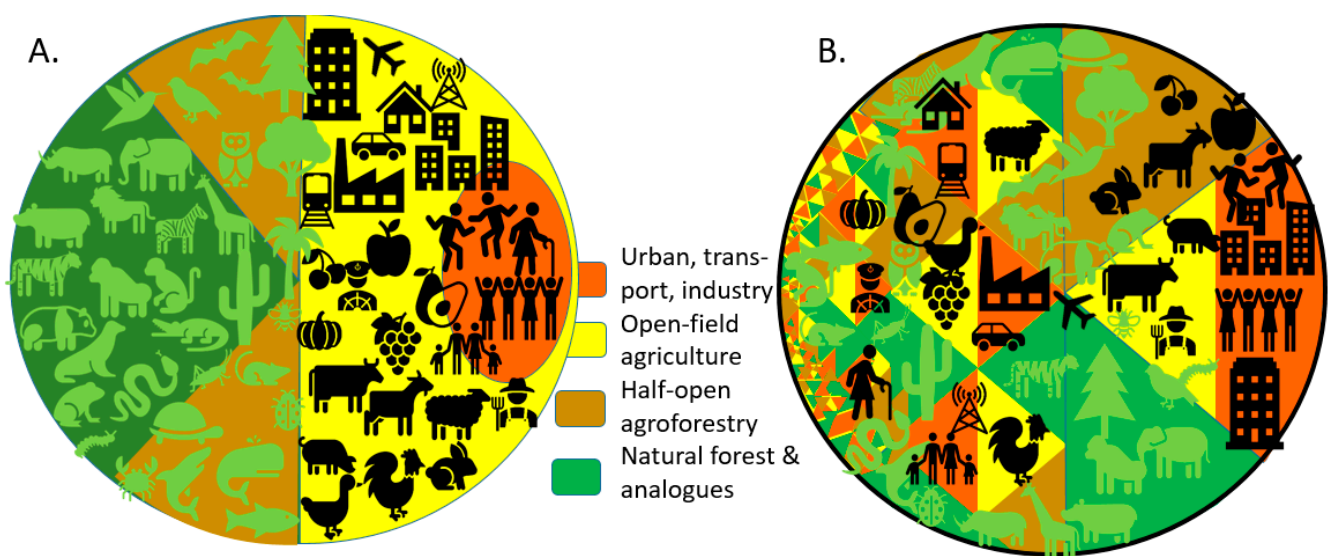 A.
B.
Urban, trans-
port, industry
Open-field
agriculture
Half-open
agroforestry
Natural forest &
analogues